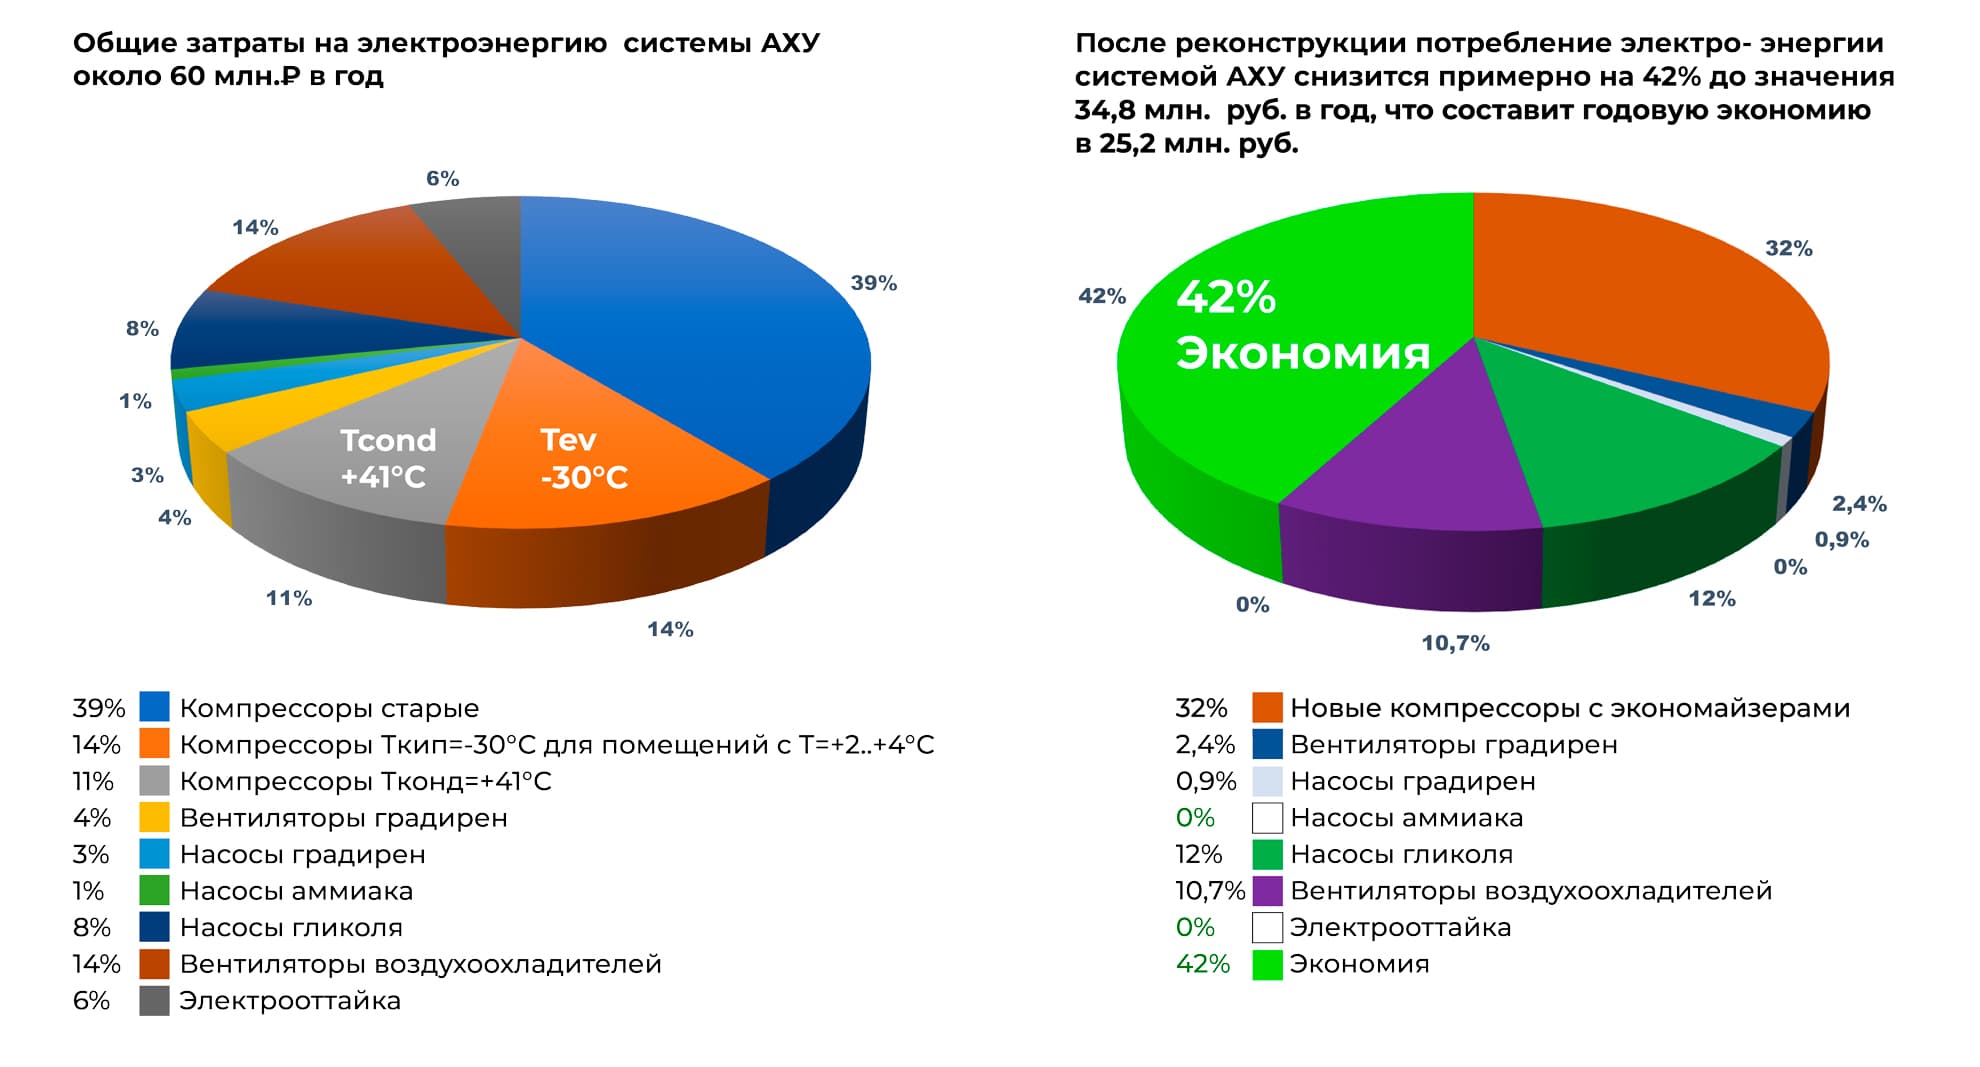 Общие затраты на электроэнергию системы АХУ
около 60 млн.₽ в год
6%
14%
39%
8%
1%
3%
4%
11%
14%
Tcond
+41°C
Tev
-30°C
39% Компрессоры старые
14% Компрессоры Ткип=-30°C для помещений с Т=+2..+4°C
11% Компрессоры Тконд=+41°C
4% Вентиляторы градирен
3% Насосы градирен
1% Насосы аммиака
8% Насосы гликоля
14% Вентиляторы воздухоохладителей
6% Электрооттайка
После реконструкции потребление электро- энергии
системой АХУ снизится примерно на 42% до значения
34,8 млн. руб. в год, что составит годовую экономию
в 25,2 млн. руб.
32%
42%
42%
Экономия
2,4%
0,9%
0%
12%
0%
10,7%
32% Новые компрессоры с экономайзерами
2,4% Вентиляторы градирен
0,9% Насосы градирен
0% Насосы аммиака
12% Насосы гликоля
10,7% Вентиляторы воздухоохладителей
0% Электрооттайка
42% Экономия